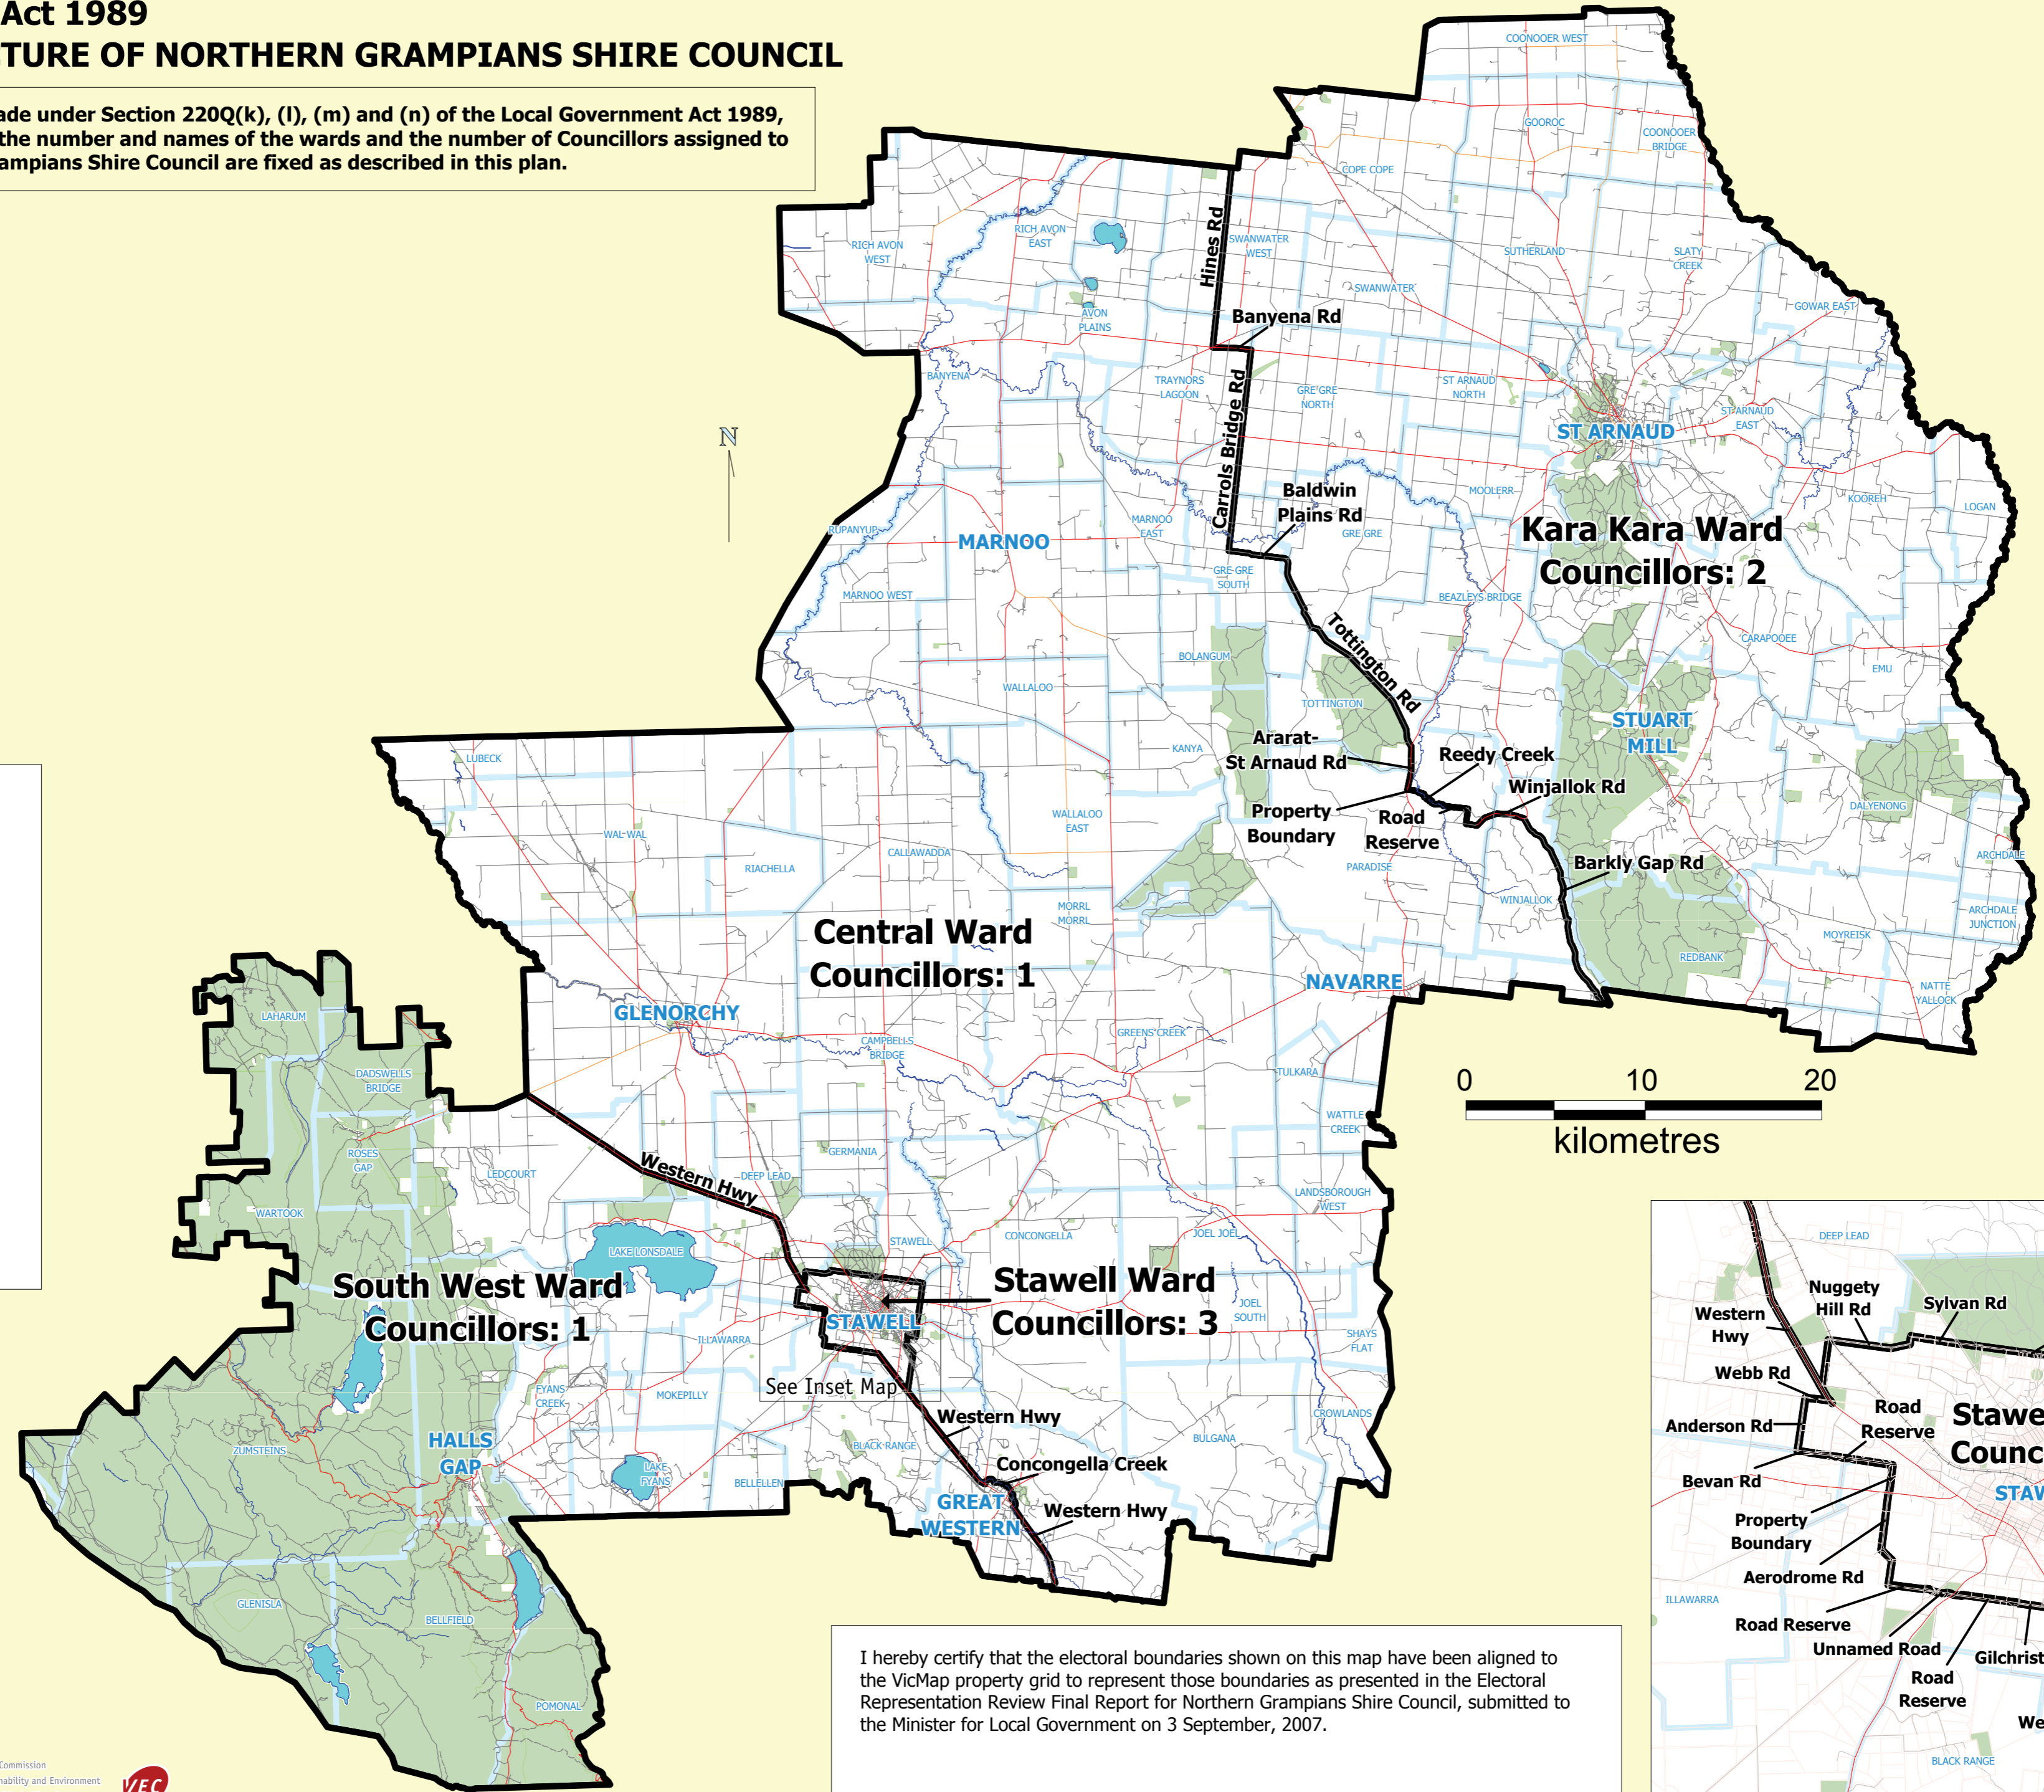 Act 1989
TURE OF NORTHERN GRAMPIANS SHIRE COUNCIL
ade under Section 220Q(k), (l), (m) and (n) of the Local Government Act 1989,
the number and names of the wards and the number of Councillors assigned to
ampians Shire Council are fixed as described in this plan.
COONOOER WEST
GOOROC
COONOOER
BRIDGE
COPE COPE
RICH AVON
WEST
RICH AVON
EAST
Hines Rd
SWANWATER
WEST
SUTHERLAND
SLATY
CREEK
SWANWATER
GOWAR EAST
AVON
PLAINS
Banyena Rd
BANYENA
TRAYNORS
LAGOON
Carrols Bridge Rd
GRE GRE
NORTH
ST ARNAUD
NORTH
ST ARNAUD
EAST
ST ARNAUD
N
Baldwin
Plains Rd
MOOLERR
KOOREH
LOGAN
RUPANYUP
MARNOO
MARNOO
EAST
GRE GRE
Kara Kara Ward
Councillors: 2
GRE GRE
SOUTH
MARNOO WEST
BEAZLEYS BRIDGE
Tottington Rd
CARAPOOEE
EMU
BOLANGUM
WALLALOO
TOTTINGTON
STUART
MILL
LUBECK
KANYA
Ararat-
St Arnaud Rd
Reedy Creek
Winjallok Rd
Property
Boundary
Road
Reserve
DALYENONG
WALLALOO
EAST
WAL WAL
CALLAWADDA
RIACHELLA
PARADISE
Barkly Gap Rd
ARCHDALE
WINJALLOK
MORRL
MORRL
ARCHDALE
JUNCTION
Central Ward
Councillors: 1
MOYREISK
REDBANK
NAVARRE
NATTE
YALLOCK
LAHARUM
GLENORCHY
CAMPBELLS
BRIDGE
GREENS CREEK
DADSWELLS
BRIDGE
TULKARA
0 10 20
kilometres
WATTLE
CREEK
ROSES
GAP
LEDCOURT
GERMANIA
Western Hwy
DEEP LEAD
LANDSBOROUGH
WEST
WARTOOK
LAKE LONSDALE
STAWELL
CONCONGELLA
JOEL JOEL
South West Ward
Councillors: 1
Stawell Ward
Councillors: 3
STAWELL
JOEL
SOUTH
SHAYS
FLAT
ILLAWARRA
See Inset Map
FYANS
CREEK
MOKEPILLY
Western Hwy
CROWLANDS
ZUMSTEINS
HALLS
GAP
BLACK RANGE
BULGANA
Concongella Creek
LAKE
FYANS
BELLELLEN
GREAT
WESTERN
Western Hwy
GLENISLA
BELLFIELD
POMONAL
DEEP LEAD
Nuggety
Hill Rd
Sylvan Rd
Western
Hwy
Webb Rd
Road
Reserve
Anderson Rd
Stawe
Counc
Bevan Rd
STAW
Property
Boundary
Aerodrome Rd
ILLAWARRA
Road Reserve
Unnamed Road
Gilchrist
Road
Reserve
We
BLACK RANGE
I hereby certify that the electoral boundaries shown on this map have been aligned to
the VicMap property grid to represent those boundaries as presented in the Electoral
Representation Review Final Report for Northern Grampians Shire Council, submitted to
the Minister for Local Government on 3 September, 2007.
Commission
nability and Environment
VEC